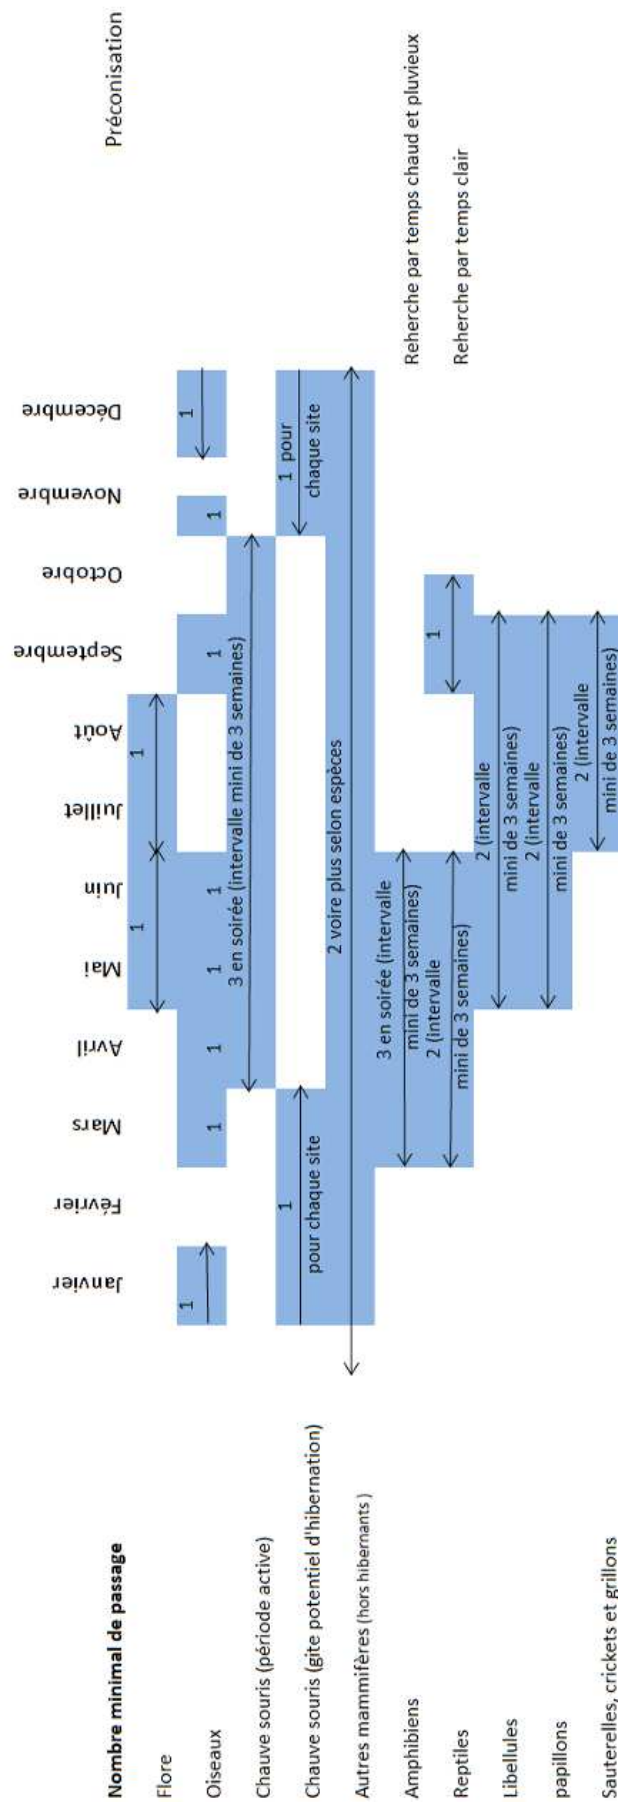 Nombre minimal de passage
Janvier
Février
Mars
Avril
Mai
Juin
Juillet
Août
Septembre
Octobre
Novembre
Décembre
Préconisation
Flore
1
1
Oiseaux
1
1
1
1
1
1
1
1
Chauve souris (période active)
3 en soirée (intervalle mini de 3 semaines)
Chauve souris (gite potentiel d'hibernation)
1
pour chaque site
1 pour
chaque site
Autres mammifères (hors hibernants )
2 voire plus selon espèces
Amphibiens
3 en soirée (intervalle
mini de 3 semaines)
Reherche par temps chaud et pluvieux
Reptiles
2 (intervalle
mini de 3 semaines)
1
Reherche par temps clair
Libellules
2 (intervalle
mini de 3 semaines)
papillons
2 (intervalle
mini de 3 semaines)
Sauterelles, crickets et grillons
2 (intervalle
mini de 3 semaines)